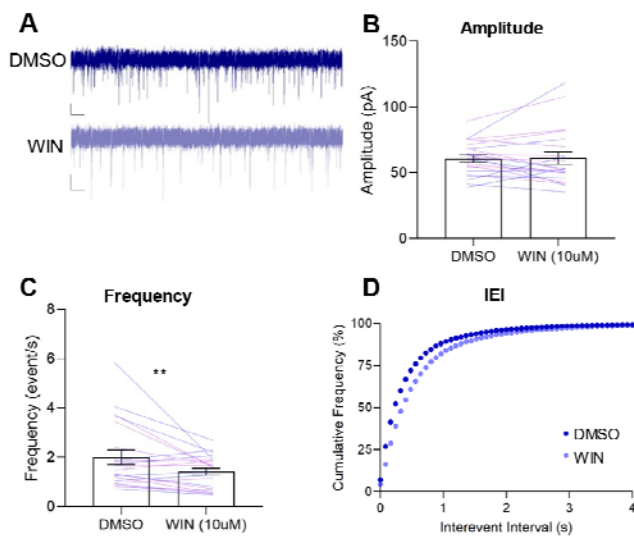 A
DMSO
WIN
B
Amplitude
Amplitude (pA)
150
100
50
0
DMSO
WIN (10uM)
C
Frequency
Frequency (event/s)
8
6
4
2
0
**
DMSO
WIN (10uM)
D
IEI
Cumulative Frequency (%)
100
75
50
25
0
DMSO
WIN
0
1
2
3
4
Interevent Interval (s)